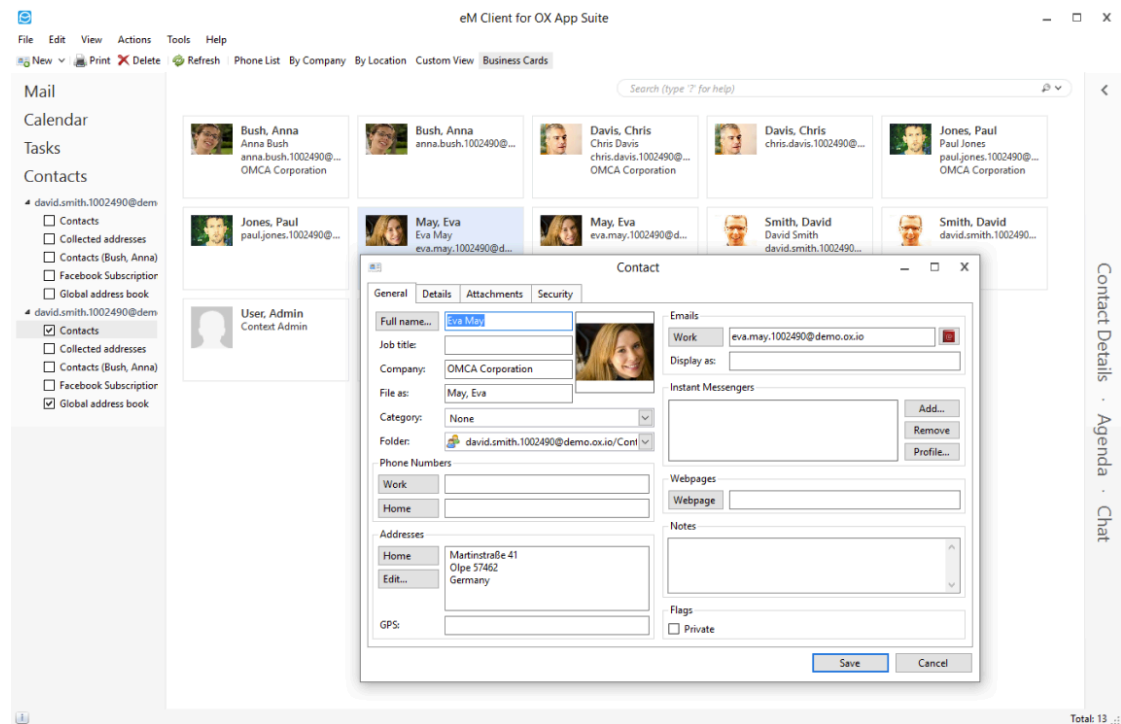 eM Client for OX App Suite
File Edit View Actions Tools Help
New Print Delete Refresh Phone List By Company By Location Custom View Business Cards
Search (type '?' for help)
Mail
Calendar
Tasks
Contacts
david.smith.1002490@dem
Contacts
Collected addresses
Contacts (Bush, Anna)
Facebook Subscription
Global address book
david.smith.1002490@dem
Contacts
Collected addresses
Contacts (Bush, Anna)
Facebook Subscription
Global address book
Bush, Anna
Anna Bush
anna.bush.1002490@...
OMCA Corporation
Bush, Anna
anna.bush.1002490@...
Davis, Chris
Chris Davis
chris.davis.1002490@...
OMCA Corporation
Davis, Chris
chris.davis.1002490@...
Jones, Paul
Paul Jones
paul.jones.1002490@...
OMCA Corporation
Jones, Paul
paul.jones.1002490@...
May, Eva
Eva May
eva.may.1002490@d...
May, Eva
eva.may.1002490@d...
Smith, David
David Smith
david.smith.1002490...
Smith, David
david.smith.1002490...
User, Admin
Context Admin
Contact
General Details Attachments Security
Full name... Eva May
Job title:
Company: OMCA Corporation
File as: May, Eva
Category: None
Folder: david.smith.1002490@demo.ox.io/Cont
Phone Numbers
Work
Home
Addresses
Home
Edit...
Martinstraße 41
Olpe 57462
Germany
GPS:
Emails
Work eva.may.1002490@demo.ox.io
Display as:
Instant Messengers
Add...
Remove
Profile...
Webpages
Webpage
Notes
Flags
Private
Save Cancel
Contact Details · Agenda · Chat
Total: 13